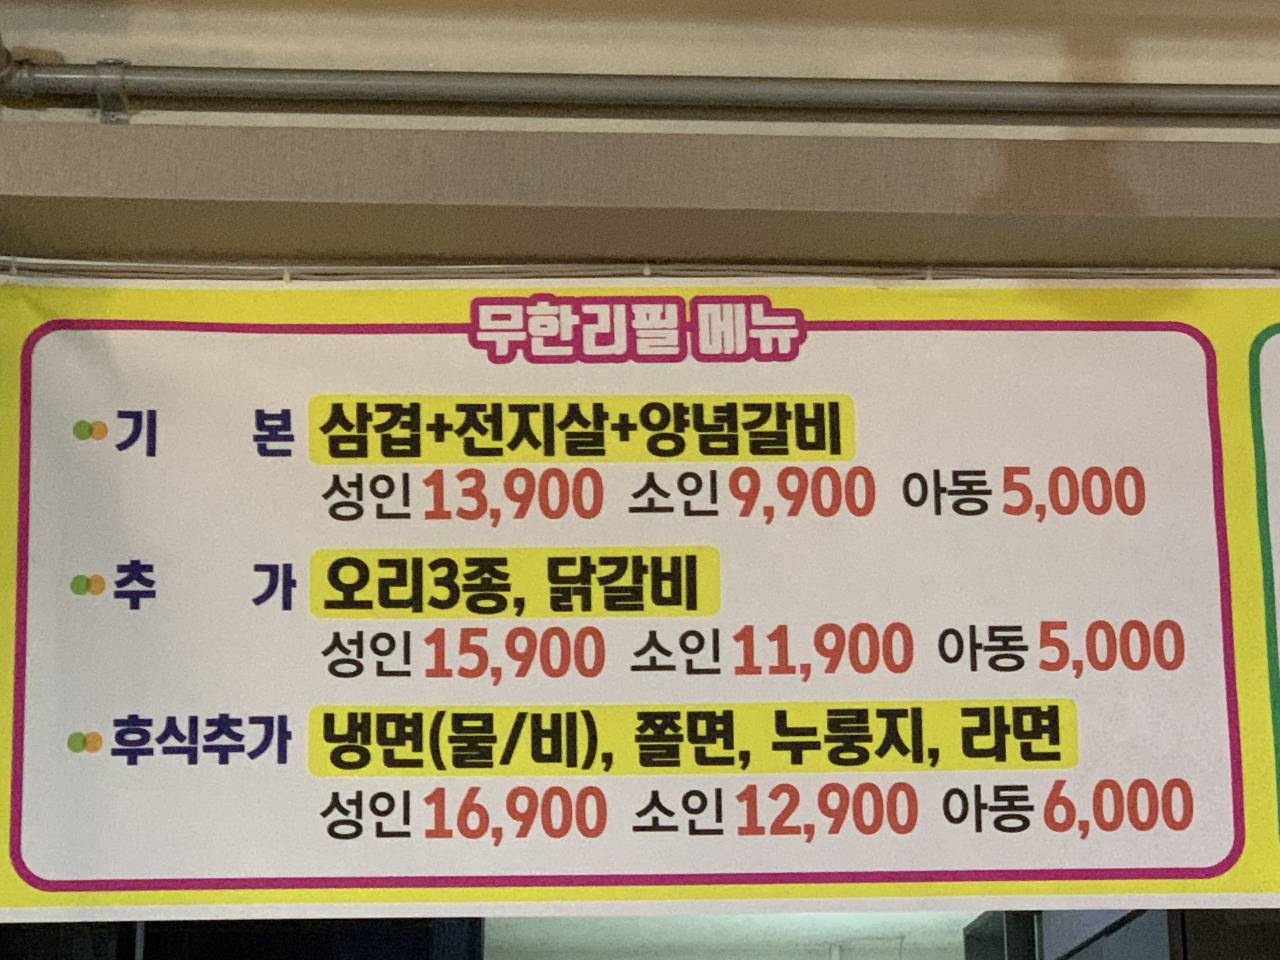 무한리필 메뉴
기 본 삼겹+전지살+양념갈비
성인 13,900 소인 9,900 아동 5,000
추 가 오리3종, 닭갈비
성인 15,900 소인 11,900 아동 5,000
후식추가 냉면(물/비), 쫄면, 누룽지, 라면
성인 16,900 소인 12,900 아동 6,000